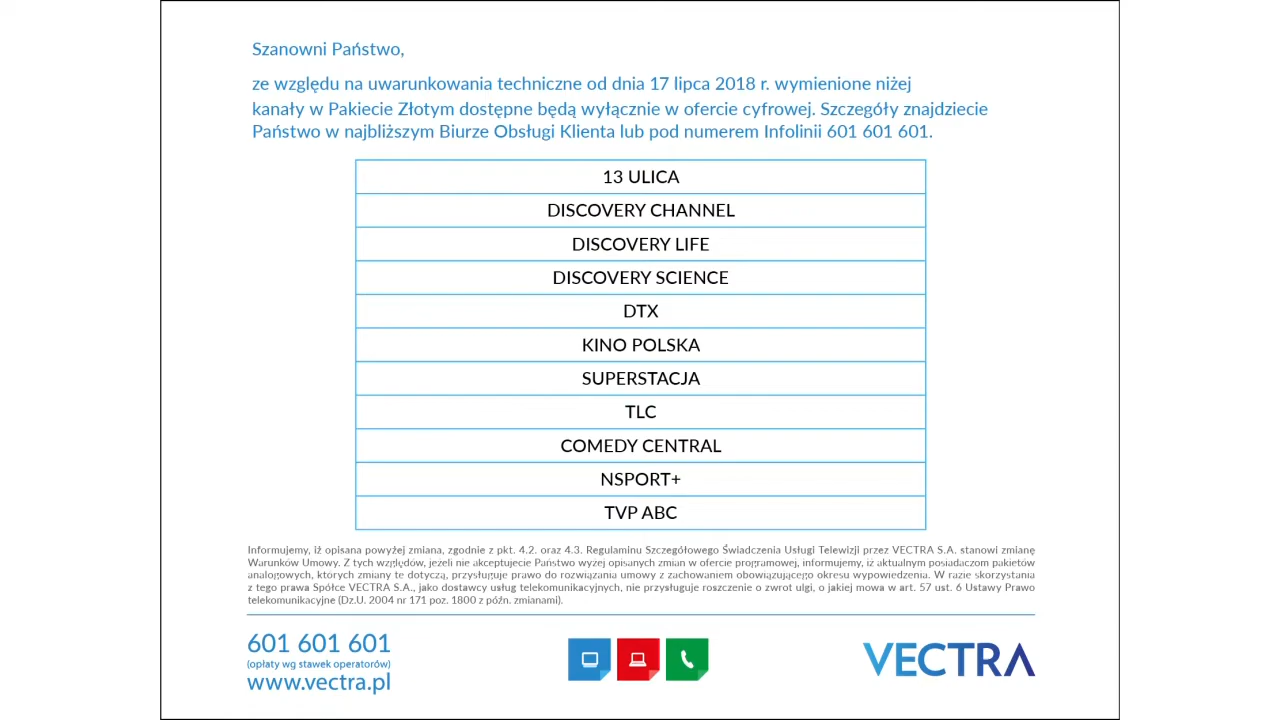 Szanowni Państwo,
ze względu na uwarunkowania techniczne od dnia 17 lipca 2018 r. wymienione niżej
kanały w Pakiecie Złotym dostępne będą wyłącznie w ofercie cyfrowej. Szczegóły znajdziecie
Państwo w najbliższym Biurze Obsługi Klienta lub pod numerem Infolinii 601 601 601.
13 ULICA
DISCOVERY CHANNEL
DISCOVERY LIFE
DISCOVERY SCIENCE
DTX
KINO POLSKA
SUPERSTACJA
TLC
COMEDY CENTRAL
NSPORT+
TVP ABC
Informujemy, iż opisana powyżej zmiana, zgodnie z pkt. 4.2. oraz 4.3. Regulaminu Szczegółowego Świadczenia Usługi Telewizji przez VECTRA S.A. stanowi zmianę
Warunków Umowy. Z tych względów, jeżeli nie akceptujecie Państwo wyżej opisanych zmian w ofercie programowej, informujemy, iż aktualnym posiadaczom pakietów
analogowych, których zmiany te dotyczą, przysługuje prawo do rozwiązania umowy z zachowaniem obowiązującego okresu wypowiedzenia. W razie skorzystania
z tego prawa Spółce VECTRA S.A., jako dostawcy usług telekomunikacyjnych, nie przysługuje roszczenie o zwrot ulgi, o jakiej mowa w art. 57 ust. 6 Ustawy Prawo
telekomunikacyjne (Dz.U. 2004 nr 171 poz. 1800 z późn. zmianami).
601 601 601
(opłaty wg stawek operatorów)
www.vectra.pl
VECTRA